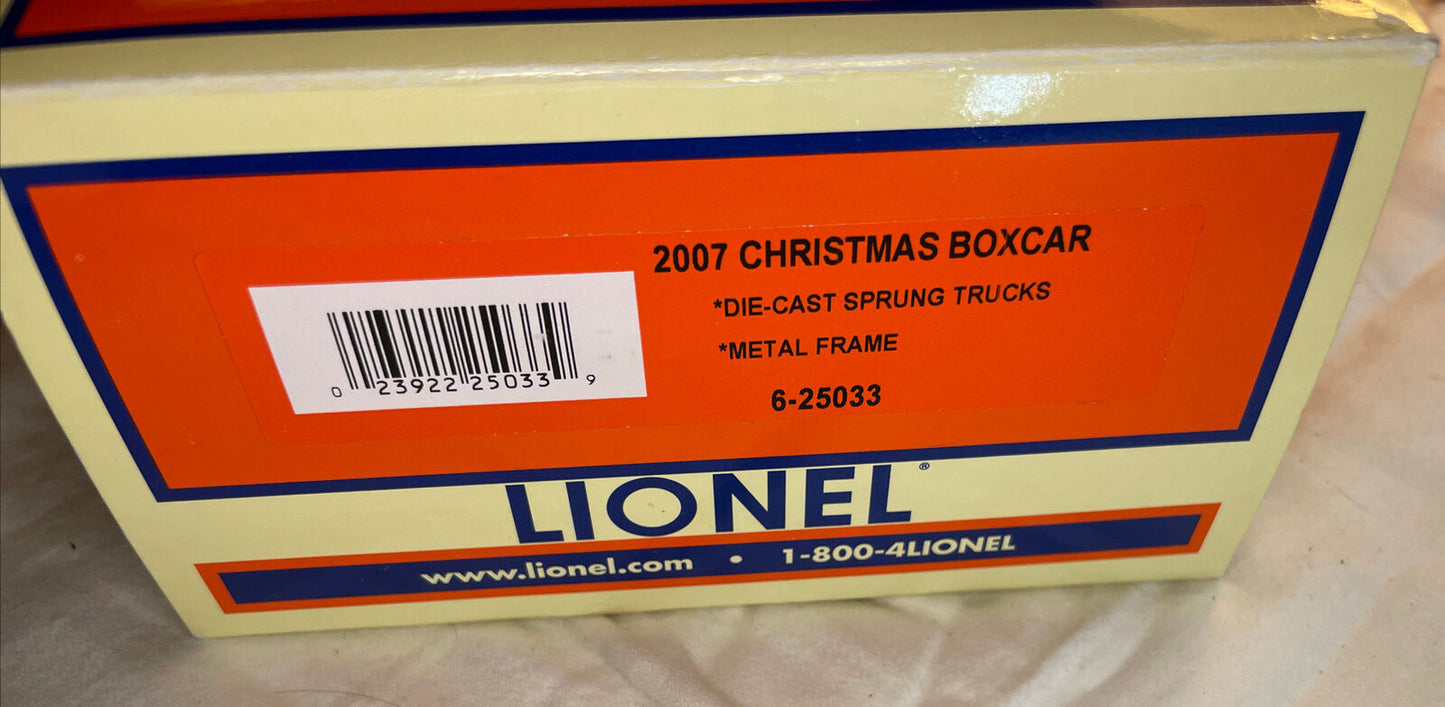 2007 CHRISTMAS BOXCAR
*DIE-CAST SPRUNG TRUCKS
*METAL FRAME
6-25033
0 23922 25033 9
LIONEL®
www.lionel.com • 1-800-4LIONEL